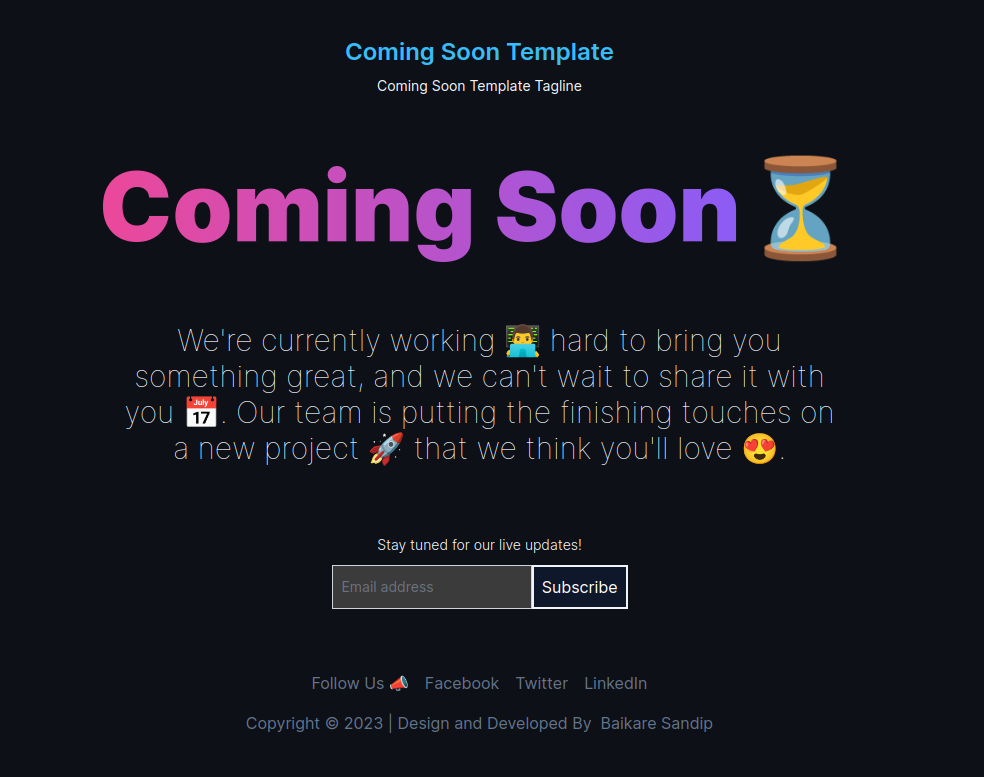 Coming Soon Template
Coming Soon Template Tagline
Coming Soon ⏳
We're currently working 👨‍💻 hard to bring you
something great, and we can't wait to share it with
you 📅. Our team is putting the finishing touches on
a new project 🚀 that we think you'll love 😍.
Stay tuned for our live updates!
Email address Subscribe
Follow Us 📣 Facebook Twitter LinkedIn
Copyright © 2023 | Design and Developed By Baikare Sandip